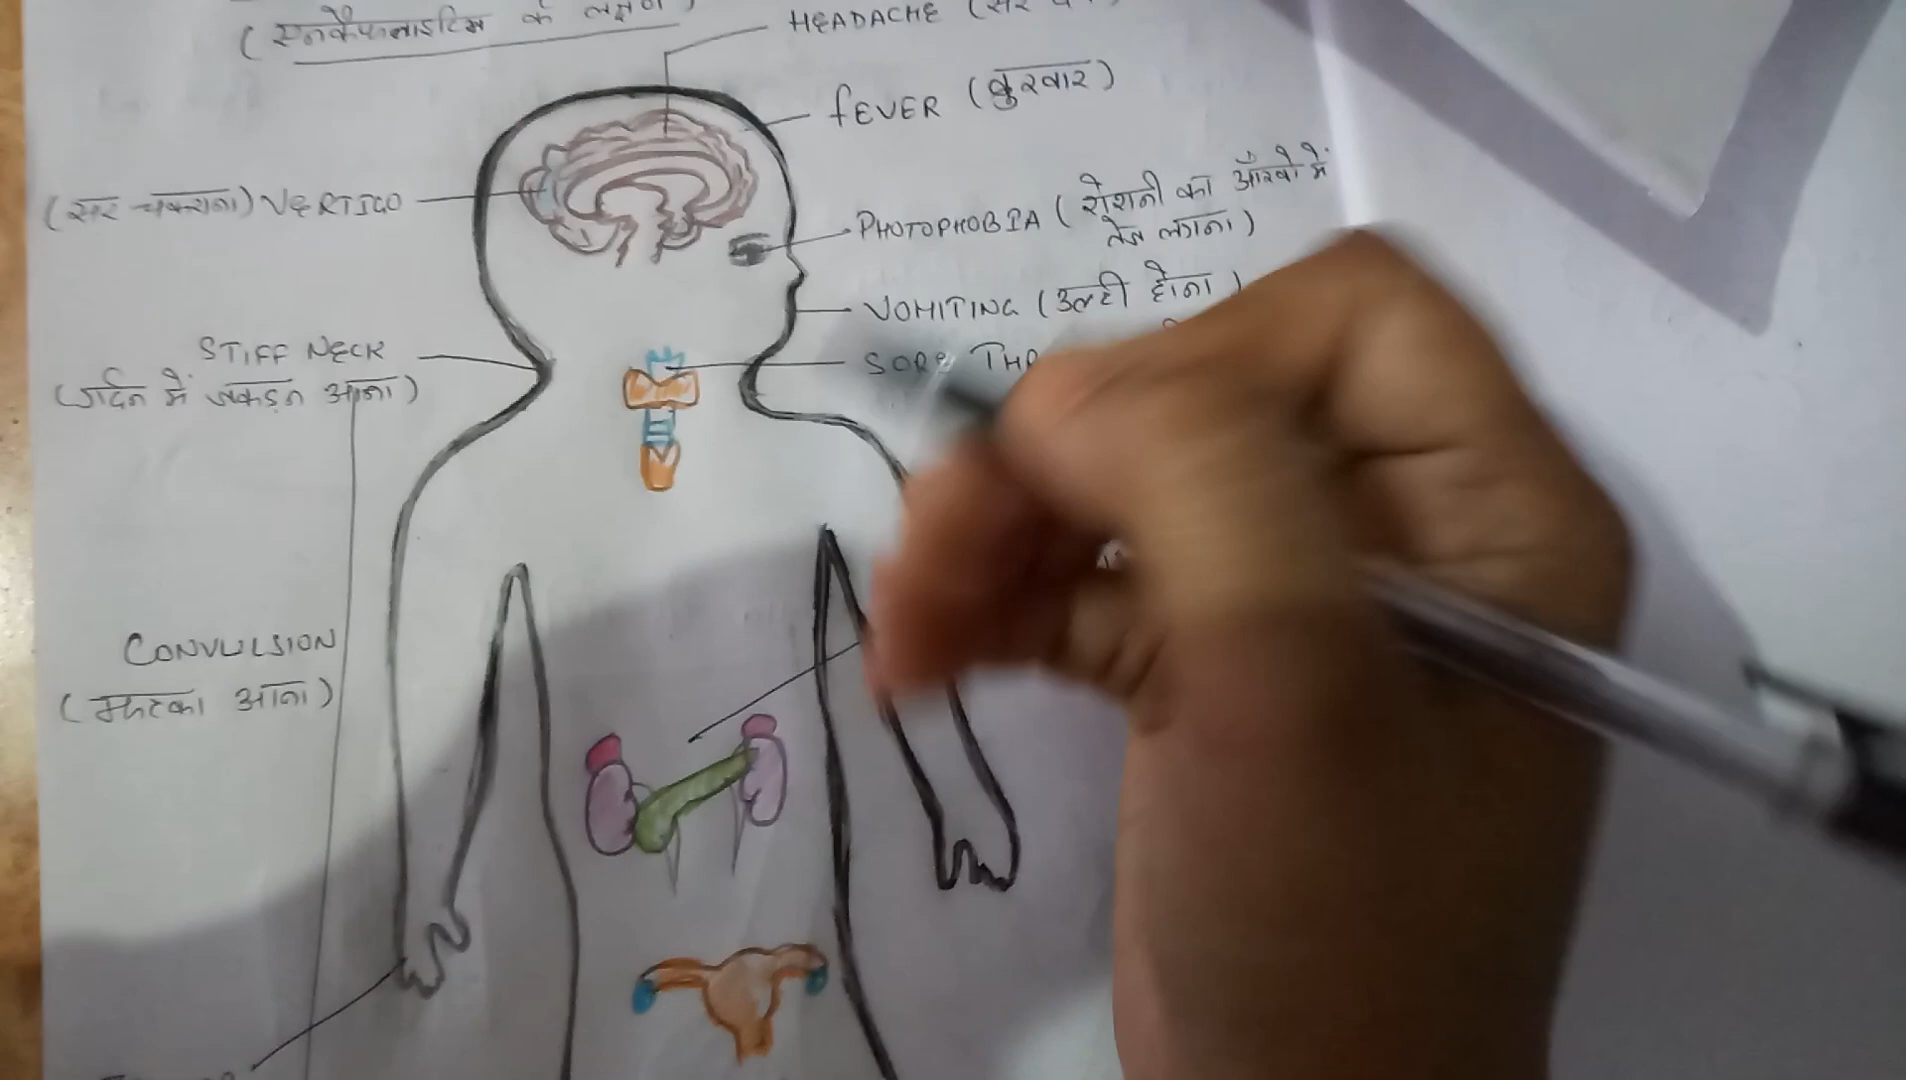 (एनकेफलाइटिस के लक्षण)
HEADACHE (सर
FEVER (बुखार)
(सर चकराना) VERTIGO
PHOTOPHOBIA (रोशनी का आँखो मे
तेज लगना)
VOMITING (उल्टी होना)
STIFF NECK
(गर्दन में जकड़न आना)
SORE
CONVULSION
(झटका आना)